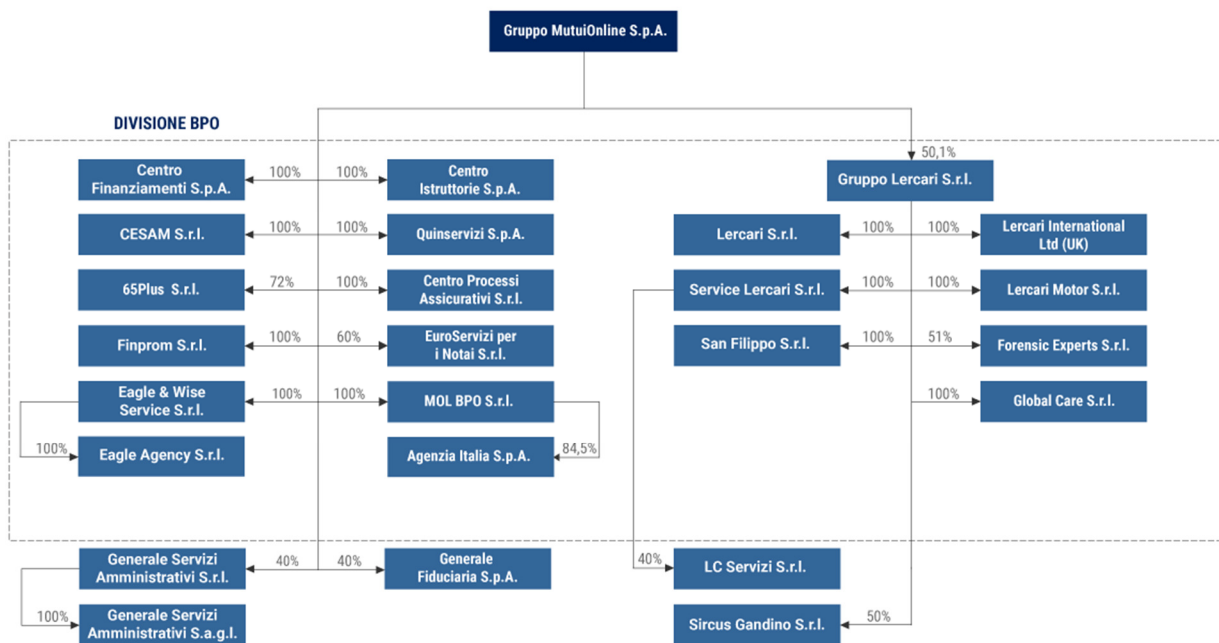 Gruppo MutuiOnline S.p.A.
DIVISIONE BPO
50,1%
Gruppo Lercari S.r.l.
Centro
Finanziamenti S.p.A.
100%
100%
Centro
Istruttorie S.p.A.
CESAM S.r.l.
100%
100%
Quinservizi S.p.A.
Lercari S.r.l.
100%
100%
Lercari International
Ltd (UK)
65Plus S.r.l.
72%
100%
Centro Processi
Assicurativi S.r.l.
Service Lercari S.r.l.
100%
100%
Lercari Motor S.r.l.
Finprom S.r.l.
100%
60%
EuroServizi per
i Notai S.r.l.
San Filippo S.r.l.
100%
51%
Forensic Experts S.r.l.
Eagle & Wise
Service S.r.l.
100%
100%
MOL BPO S.r.l.
100%
Global Care S.r.l.
100%
Eagle Agency S.r.l.
Agenzia Italia S.p.A.
84,5%
Generale Servizi
Amministrativi S.r.l.
40%
40%
Generale
Fiduciaria S.p.A.
40%
LC Servizi S.r.l.
100%
Generale Servizi
Amministrativi S.a.g.l.
Sircus Gandino S.r.l.
50%